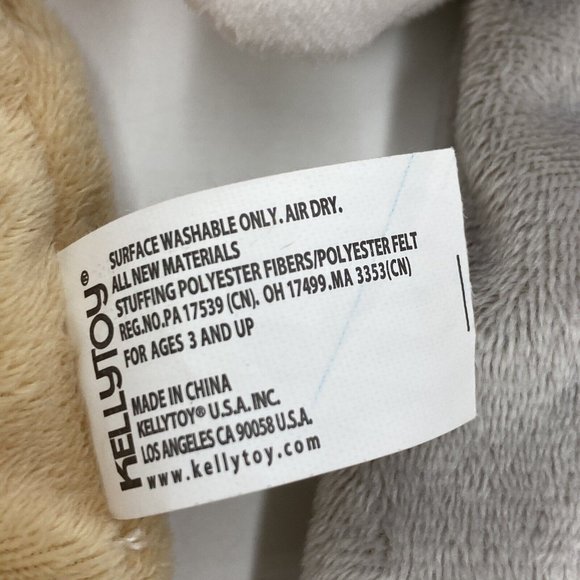 KELLYTOY®
SURFACE WASHABLE ONLY. AIR DRY.
ALL NEW MATERIALS
STUFFING POLYESTER FIBERS/POLYESTER FELT
REG.NO.PA 17539 (CN). OH 17499.MA 3353(CN)
FOR AGES 3 AND UP
MADE IN CHINA
KELLYTOY® U.S.A. INC.
LOS ANGELES CA 90058 U.S.A.
www.kellytoy.com